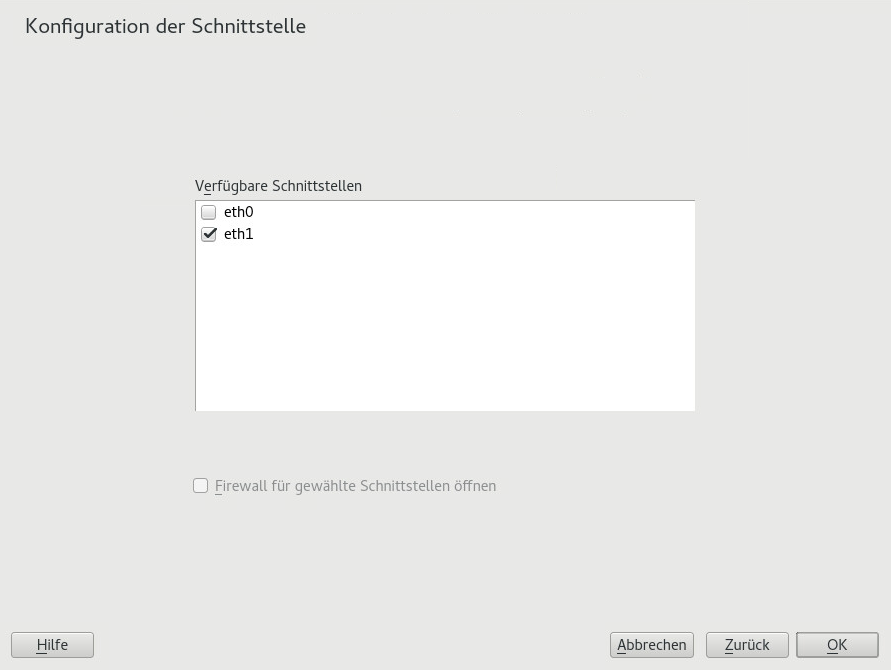 Konfiguration der Schnittstelle
Verfügbare Schnittstellen
eth0
eth1
Firewall für gewählte Schnittstellen öffnen
Hilfe
Abbrechen
Zurück
OK